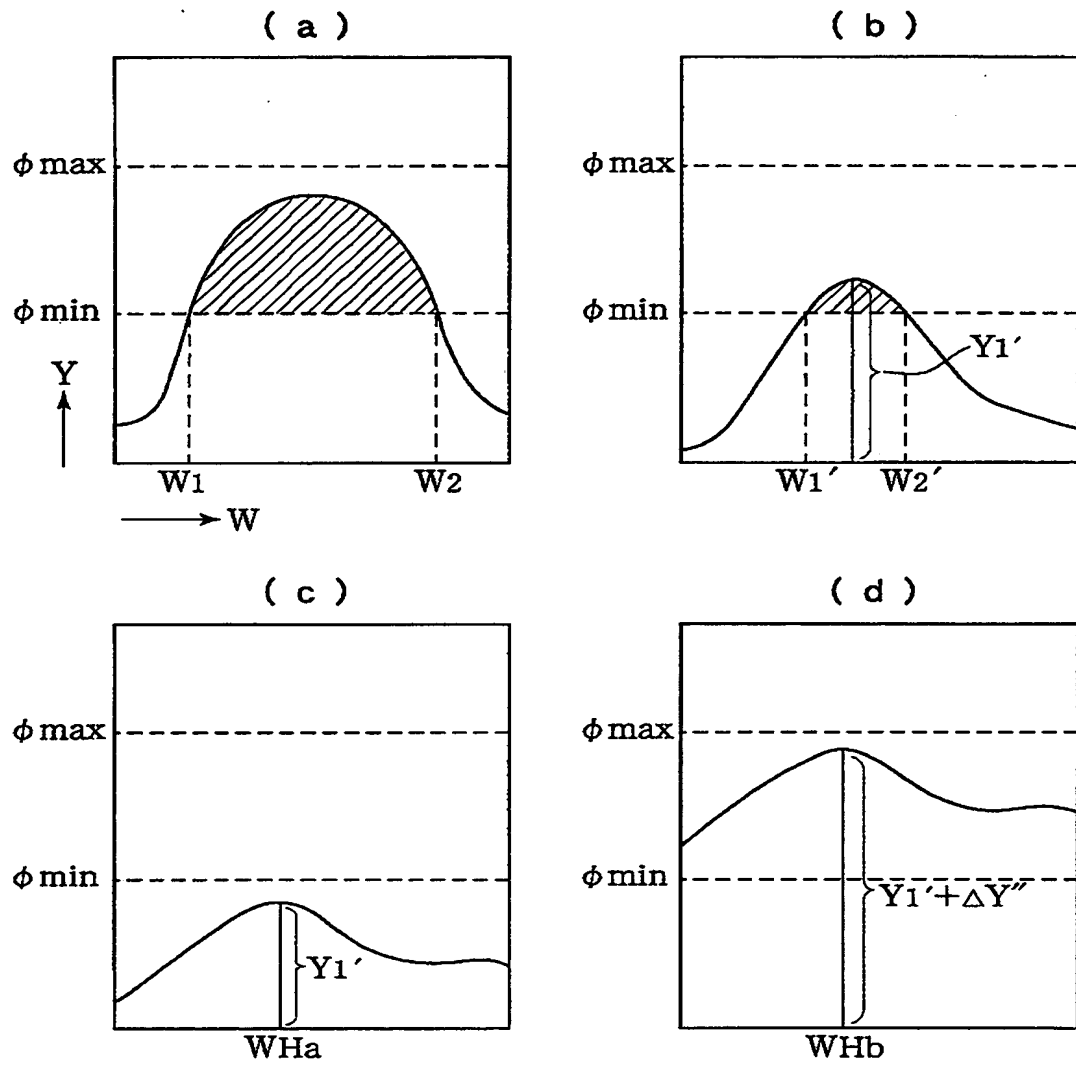 ( a )
φ max
φ min
Y
W1
W2
W
( b )
φ max
φ min
Y1′
W1′
W2′
( c )
φ max
φ min
Y1′
WHa
( d )
φ max
φ min
Y1′+△Y″
WHb